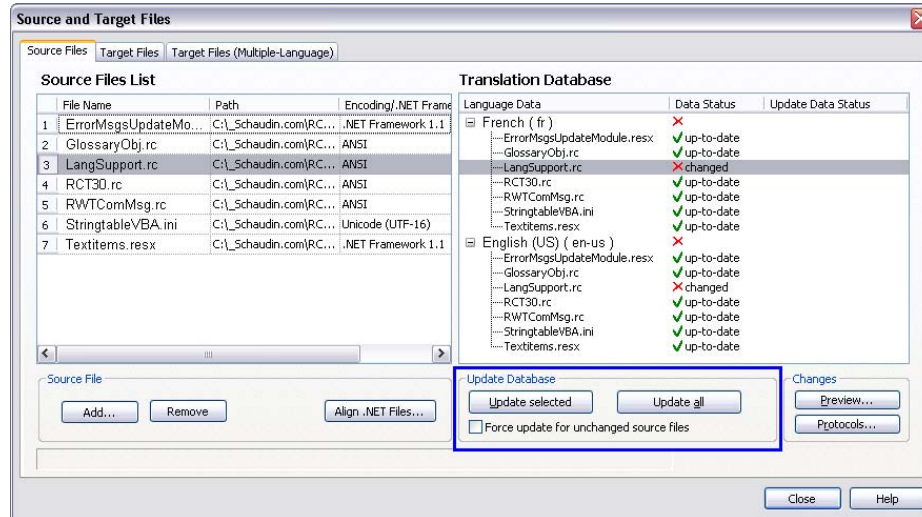 Source and Target Files
Source Files Target Files Target Files (Multiple-Language)
Source Files List
File Name Path Encoding/.NET Frame
1 ErrorMsgsUpdateMo... C:\_Schaudin.com\RC... .NET Framework 1.1
2 GlossaryObj.rc C:\_Schaudin.com\RC... ANSI
3 LangSupport.rc C:\_Schaudin.com\RC... ANSI
4 RCT30.rc C:\_Schaudin.com\RC... ANSI
5 RWTComMsg.rc C:\_Schaudin.com\RC... ANSI
6 StringtableVBA.ini C:\_Schaudin.com\RC... Unicode (UTF-16)
7 Textitems.resx C:\_Schaudin.com\RC... .NET Framework 1.1
Translation Database
Language Data Data Status Update Data Status
French ( fr )
ErrorMsgsUpdateModule.resx up-to-date
GlossaryObj.rc up-to-date
LangSupport.rc changed
RCT30.rc up-to-date
RWTComMsg.rc up-to-date
StringtableVBA.ini up-to-date
Textitems.resx up-to-date
English (US) ( en-us )
ErrorMsgsUpdateModule.resx up-to-date
GlossaryObj.rc up-to-date
LangSupport.rc changed
RCT30.rc up-to-date
RWTComMsg.rc up-to-date
StringtableVBA.ini up-to-date
Textitems.resx up-to-date
Source File
Add... Remove Align .NET Files...
Update Database
Update selected Update all
Force update for unchanged source files
Changes
Preview...
Protocols...
Close Help